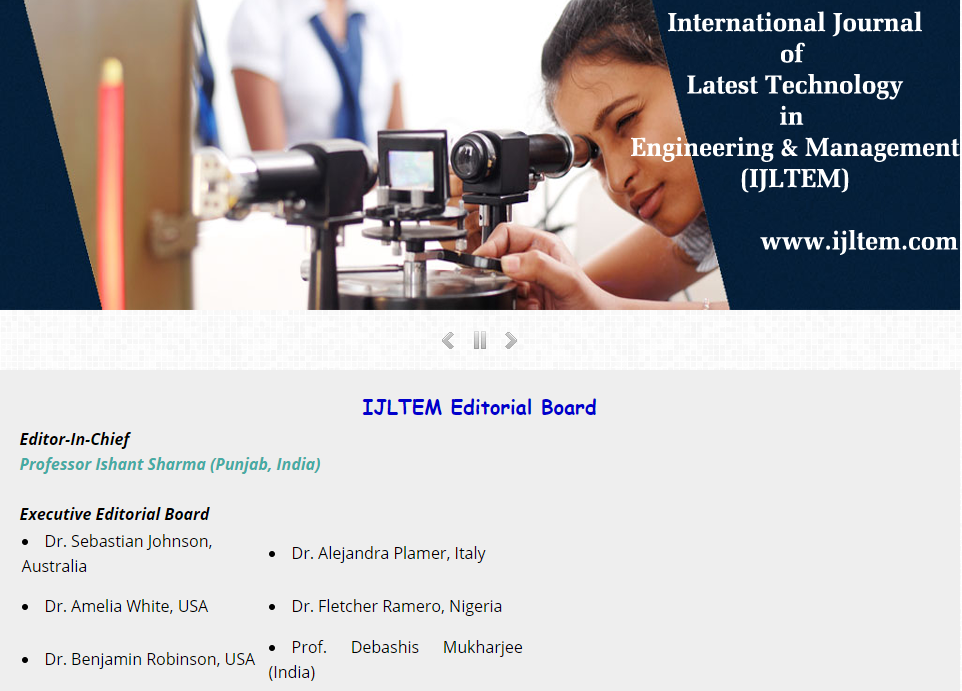 International Journal
of
Latest Technology
in
Engineering & Management
(IJLTEM)
www.ijltem.com
IJLTEM Editorial Board
Editor-In-Chief
Professor Ishant Sharma (Punjab, India)
Executive Editorial Board
• Dr. Sebastian Johnson,
Australia
• Dr. Alejandra Plamer, Italy
• Dr. Amelia White, USA
• Dr. Fletcher Ramero, Nigeria
• Dr. Benjamin Robinson, USA
• Prof. Debashis Mukharjee
(India)